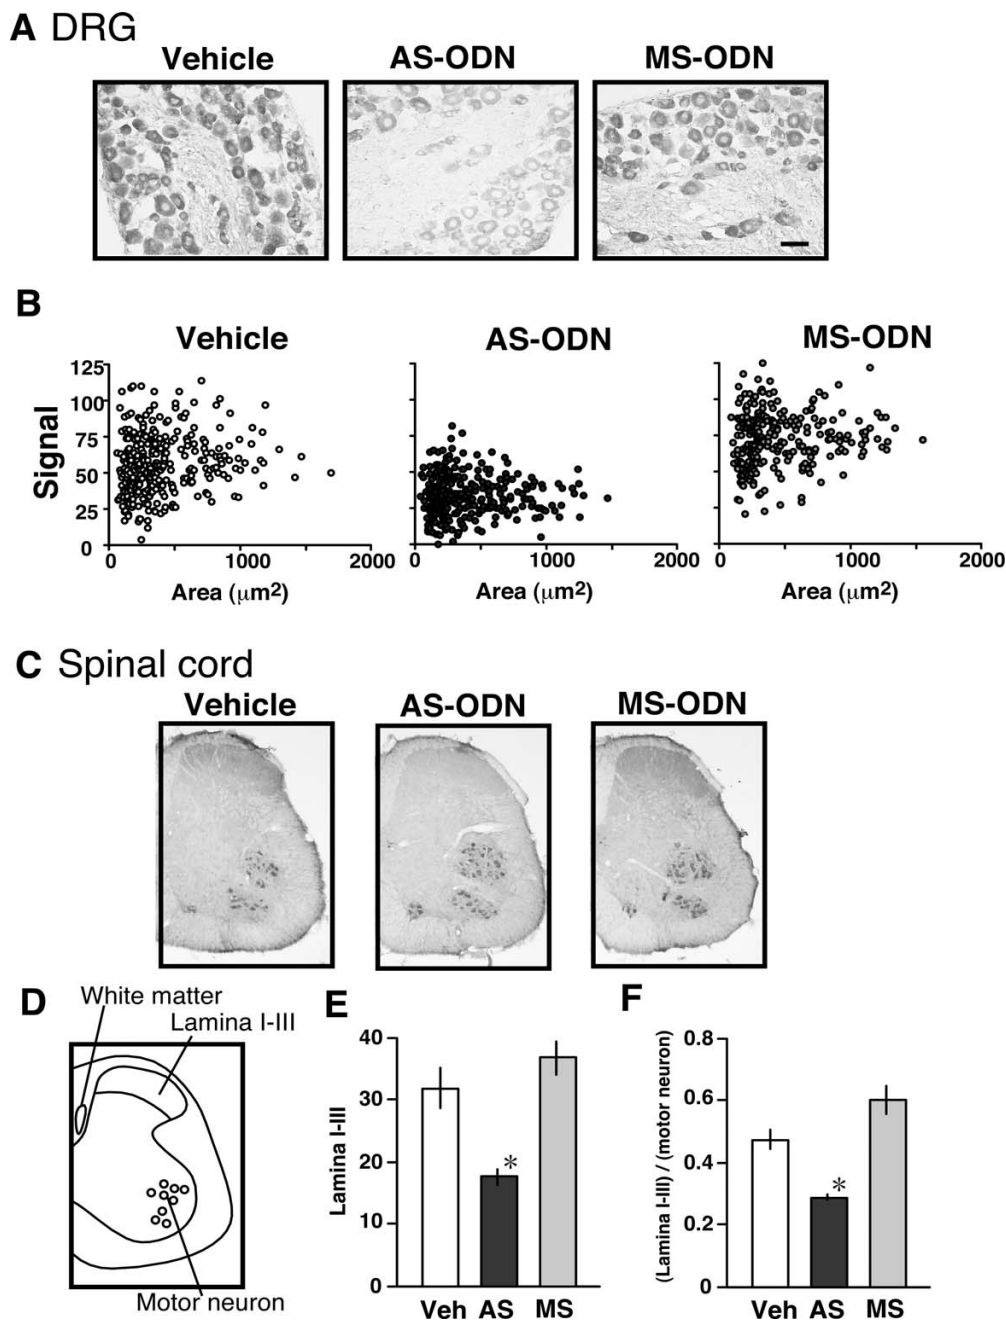 A DRG
Vehicle AS-ODN MS-ODN
B
Vehicle AS-ODN MS-ODN
Signal
125
100
75
50
25
0
0 1000 2000 0 1000 2000 0 1000 2000
Area (μm2) Area (μm2) Area (μm2)
C Spinal cord
Vehicle AS-ODN MS-ODN
D
White matter
Lamina I-III
Motor neuron
E
Lamina I-III
40
30
20
10
0
*
Veh AS MS
F
(Lamina I-III) / (motor neuron)
0.8
0.6
0.4
0.2
0
*
Veh AS MS